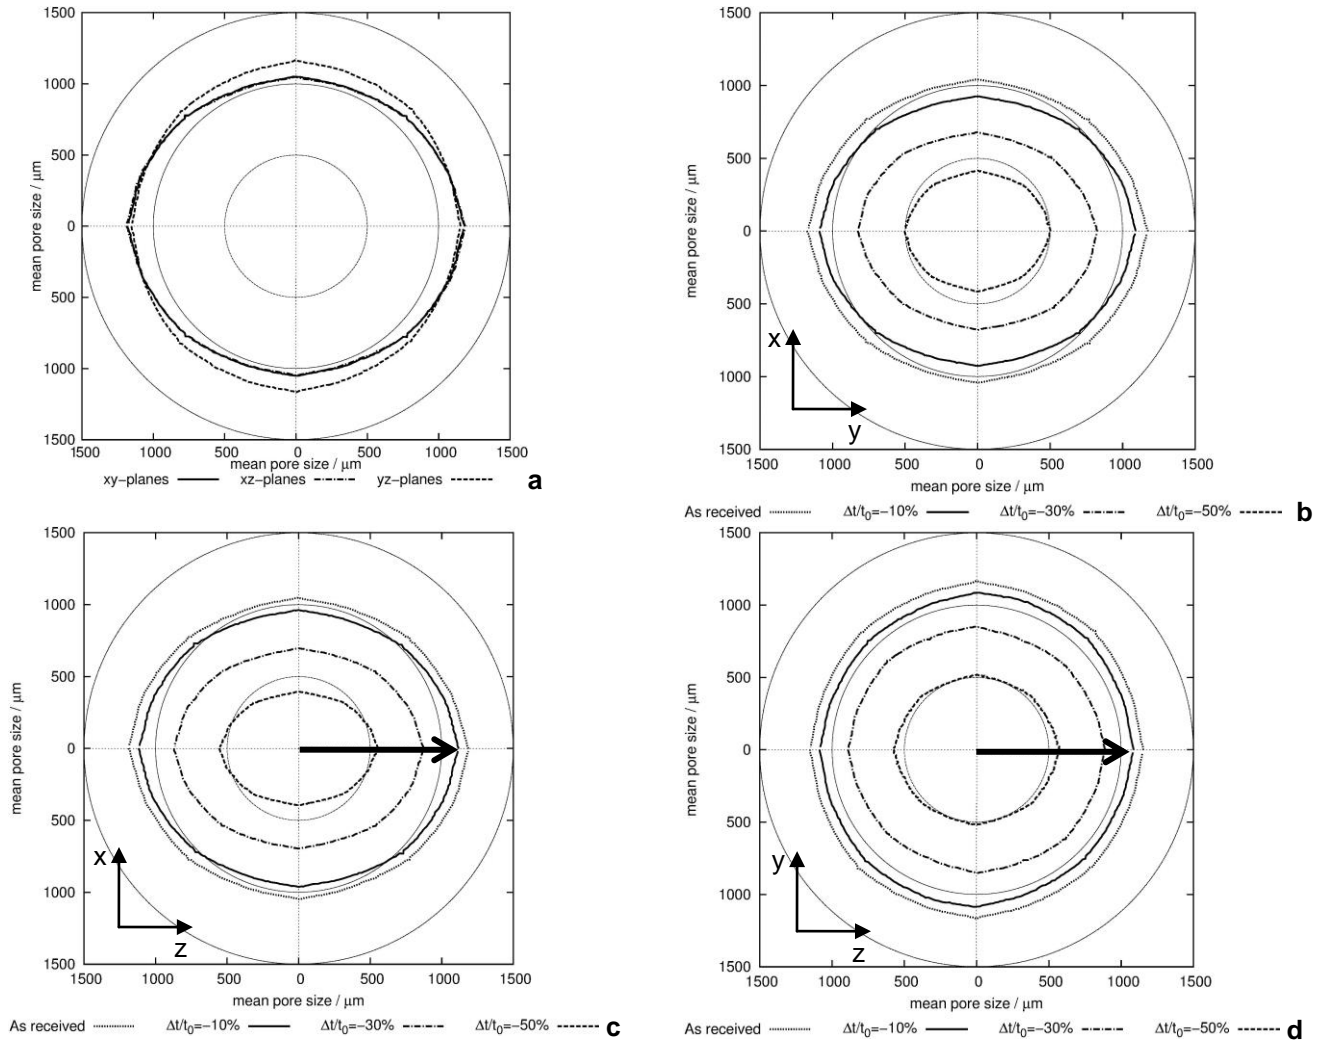 1500
1000
500
0
500
1000
1500
mean pore size / μm
1500 1000 500 0 500 1000 1500
mean pore size / μm
xy−planes xz−planes yz−planes
a
1500
1000
500
0
500
1000
1500
mean pore size / μm
x
y
1500 1000 500 0 500 1000 1500
mean pore size / μm
As received Δt/t0=−10% Δt/t0=−30% Δt/t0=−50%
b
1500
1000
500
0
500
1000
1500
mean pore size / μm
x
z
1500 1000 500 0 500 1000 1500
mean pore size / μm
As received Δt/t0=−10% Δt/t0=−30% Δt/t0=−50%
c
1500
1000
500
0
500
1000
1500
mean pore size / μm
y
z
1500 1000 500 0 500 1000 1500
mean pore size / μm
As received Δt/t0=−10% Δt/t0=−30% Δt/t0=−50%
d